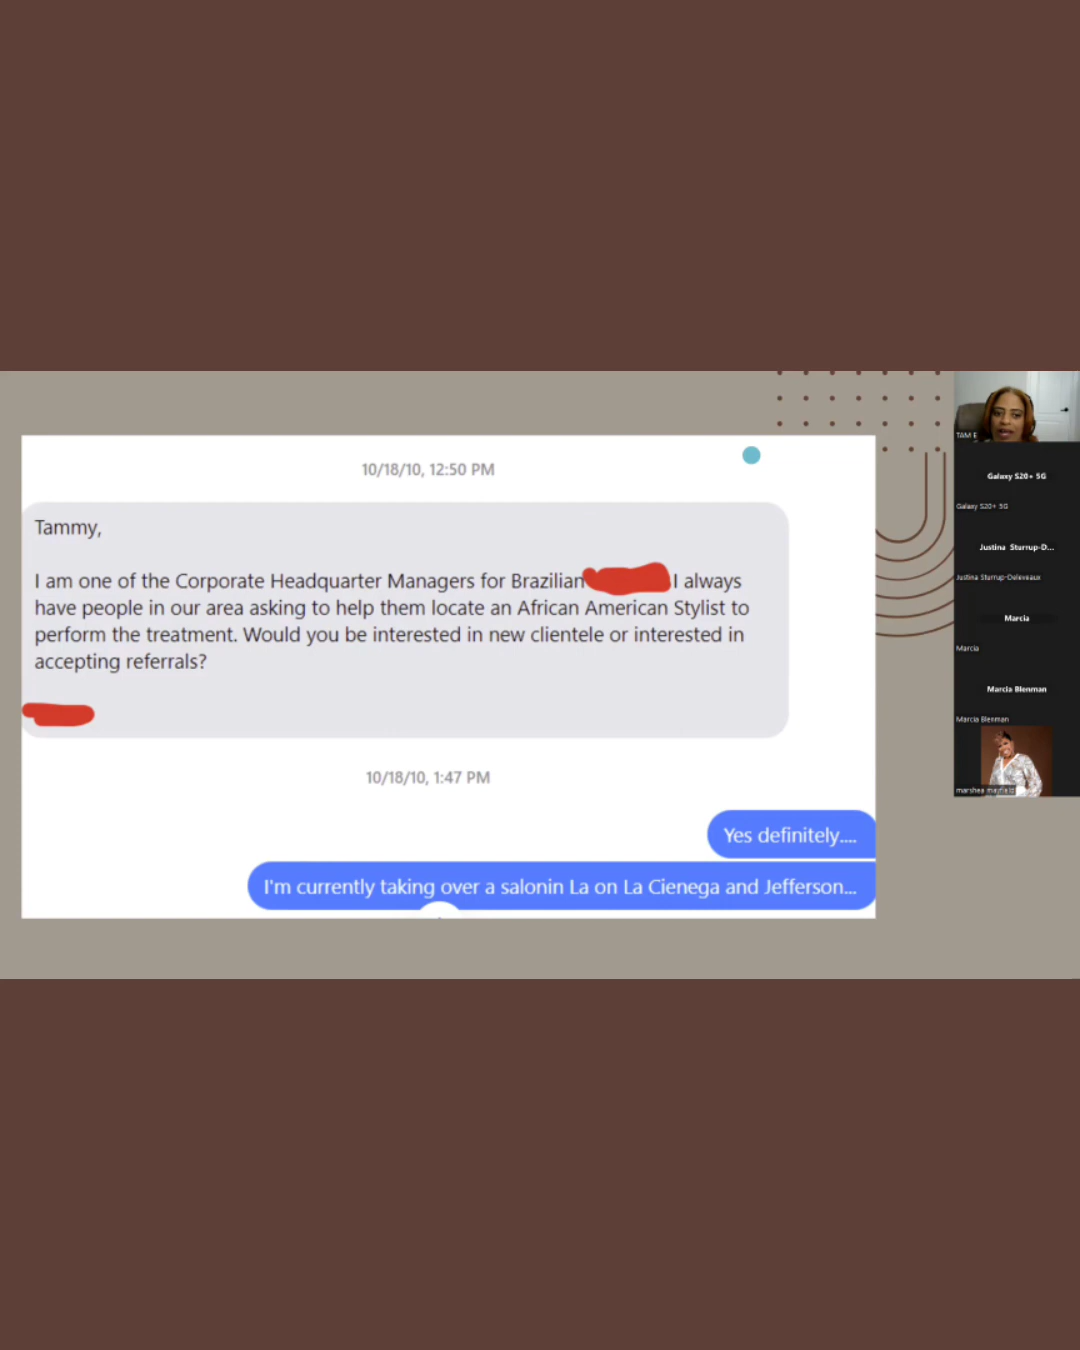 10/18/10, 12:50 PM
Tammy,
I am one of the Corporate Headquarter Managers for Brazilian I always
have people in our area asking to help them locate an African American Stylist to
perform the treatment. Would you be interested in new clientele or interested in
accepting referrals?
10/18/10, 1:47 PM
Yes definitely....
I'm currently taking over a salonin La on La Cienega and Jefferson...
TAM E
Galaxy S20+ 5G
Galaxy S20+ 5G
Justina Sturrup-D...
Justina Sturrup-Deleveaux
Marcia
Marcia
Marcia Blenman
Marcia Blenman
marshea mayfield